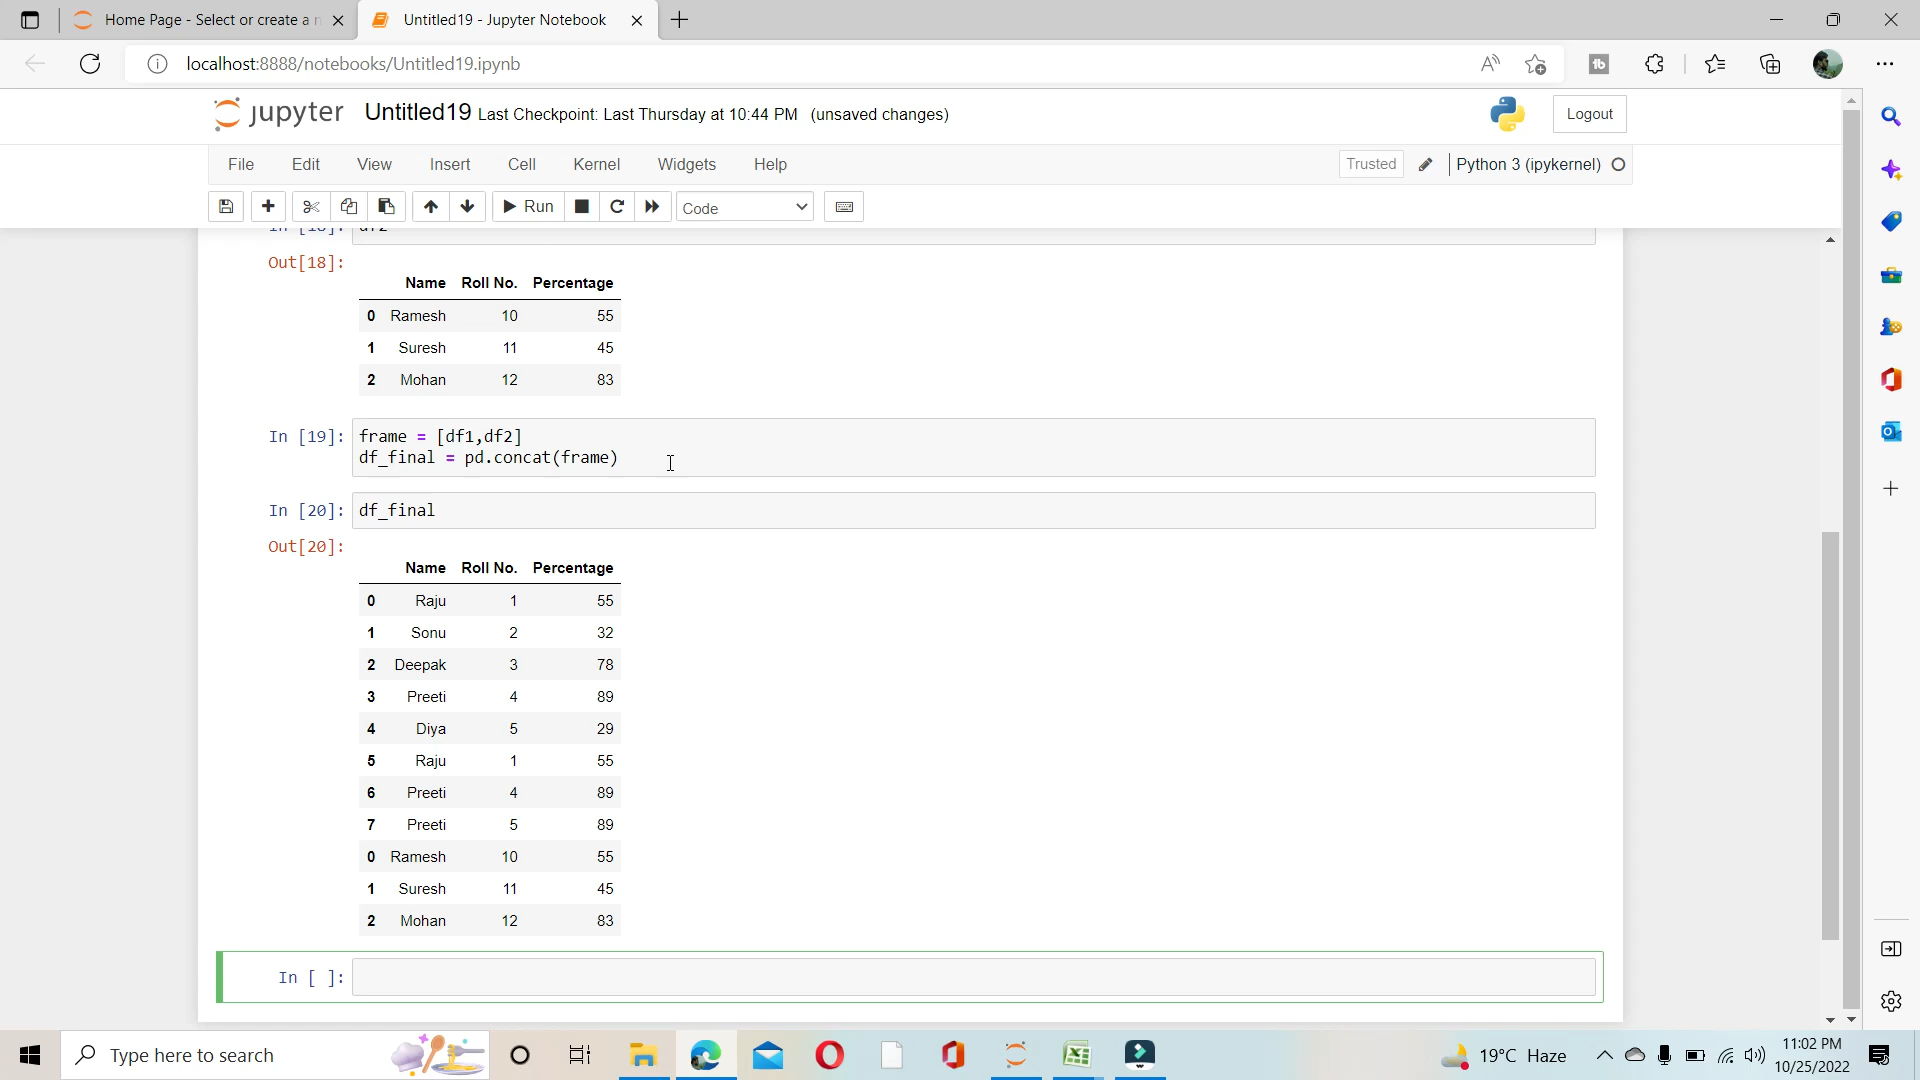 Home Page - Select or create a n
Untitled19 - Jupyter Notebook
localhost:8888/notebooks/Untitled19.ipynb
jupyter Untitled19 Last Checkpoint: Last Thursday at 10:44 PM (unsaved changes)
Logout
File Edit View Insert Cell Kernel Widgets Help
Trusted Python 3 (ipykernel)
Run Code
In [18]: df2
Out[18]:
Name Roll No. Percentage
0 Ramesh 10 55
1 Suresh 11 45
2 Mohan 12 83
In [19]: frame = [df1,df2]
df_final = pd.concat(frame)
In [20]: df_final
Out[20]:
Name Roll No. Percentage
0 Raju 1 55
1 Sonu 2 32
2 Deepak 3 78
3 Preeti 4 89
4 Diya 5 29
5 Raju 1 55
6 Preeti 4 89
7 Preeti 5 89
0 Ramesh 10 55
1 Suresh 11 45
2 Mohan 12 83
In [ ]:
Type here to search
19°C Haze
11:02 PM
10/25/2022